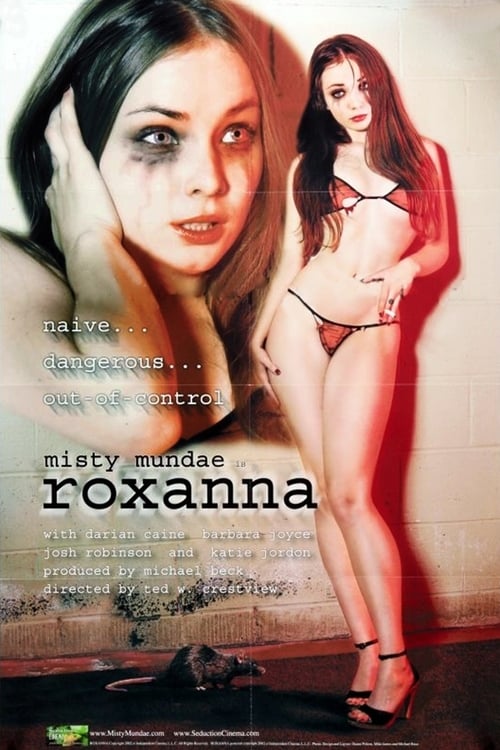 naive...
dangerous...
out-of-control
misty mundae is
roxanna
with darian caine barbara joyce
josh robinson and katie jordon
produced by michael beck
directed by ted w. crestview
www.MistyMundae.com www.SeductionCinema.com